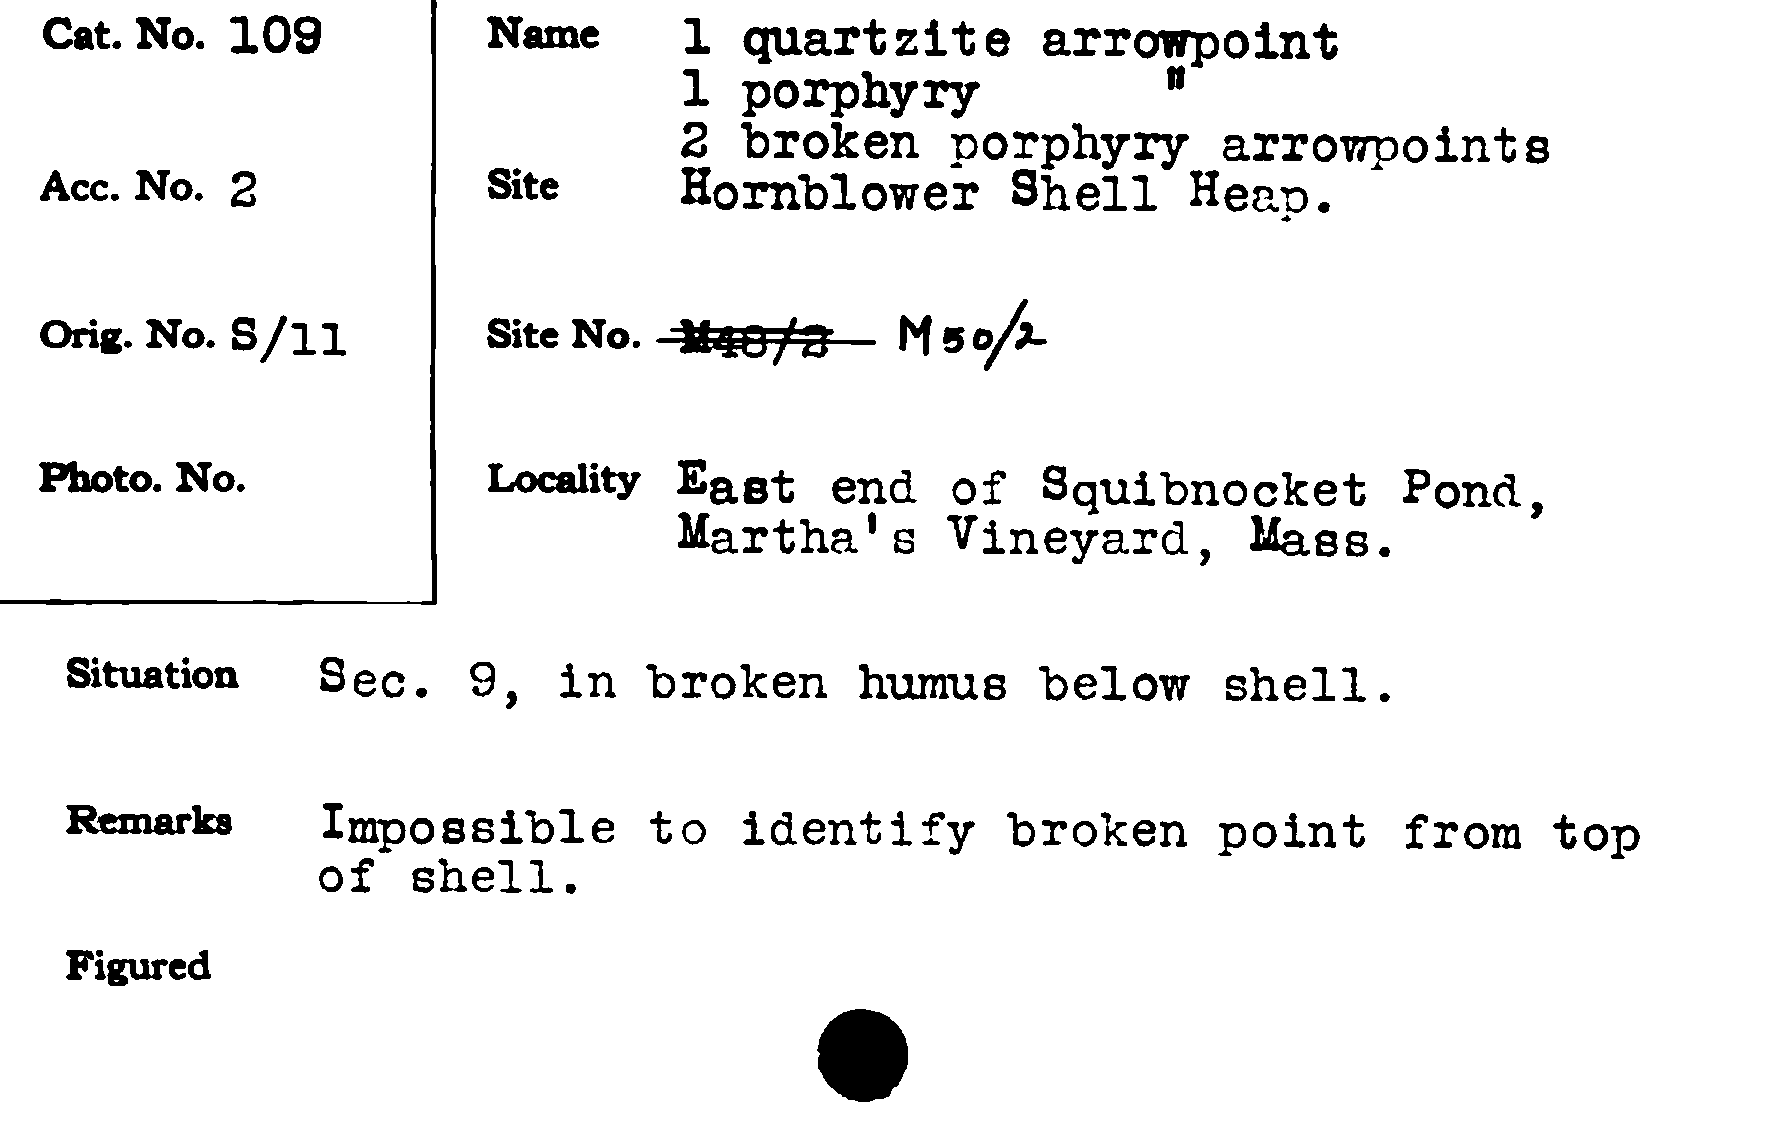 Cat. No. 109
Name 1 quartzite arrowpoint
1 porphyry "
2 broken porphyry arrowpoints
Acc. No. 2
Site Hornblower Shell Heap.
Orig. No. S/11
Site No. M48/2 M50/2
Photo. No.
Locality East end of Squibnocket Pond,
Martha's Vineyard, Mass.
Situation Sec. 9, in broken humus below shell.
Remarks Impossible to identify broken point from top
of shell.
Figured